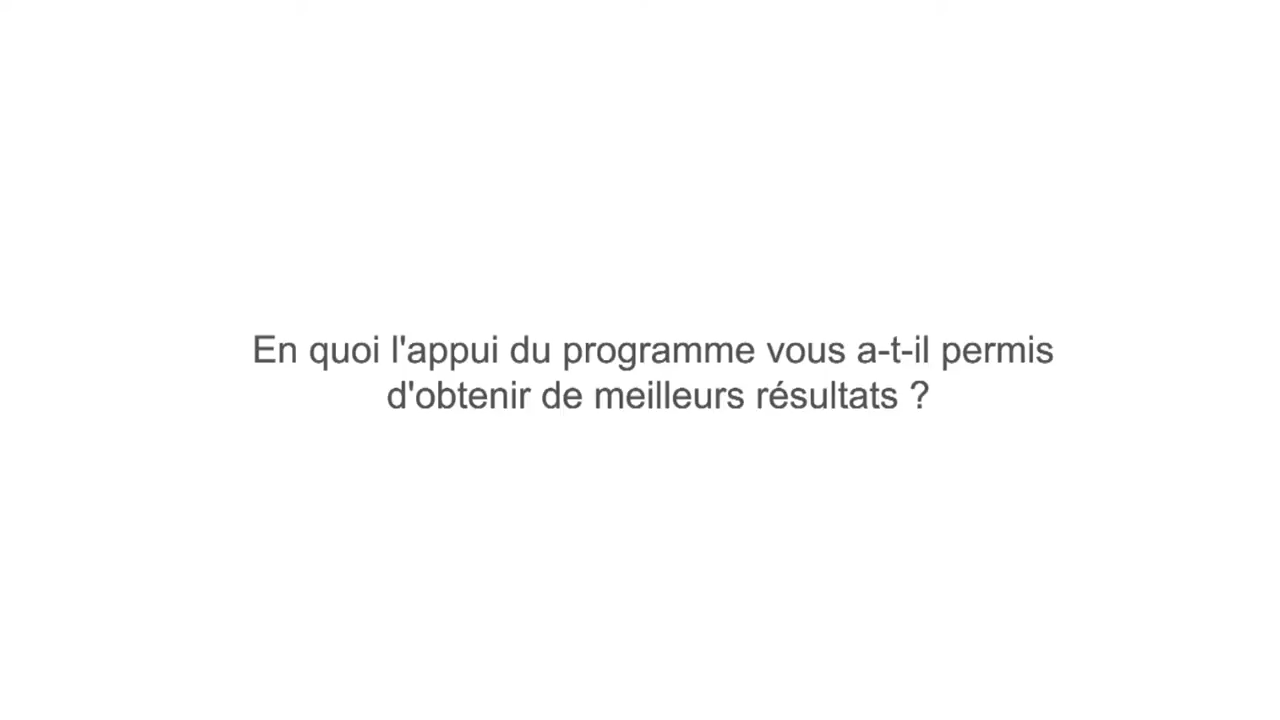 En quoi l'appui du programme vous a-t-il permis
d'obtenir de meilleurs résultats ?